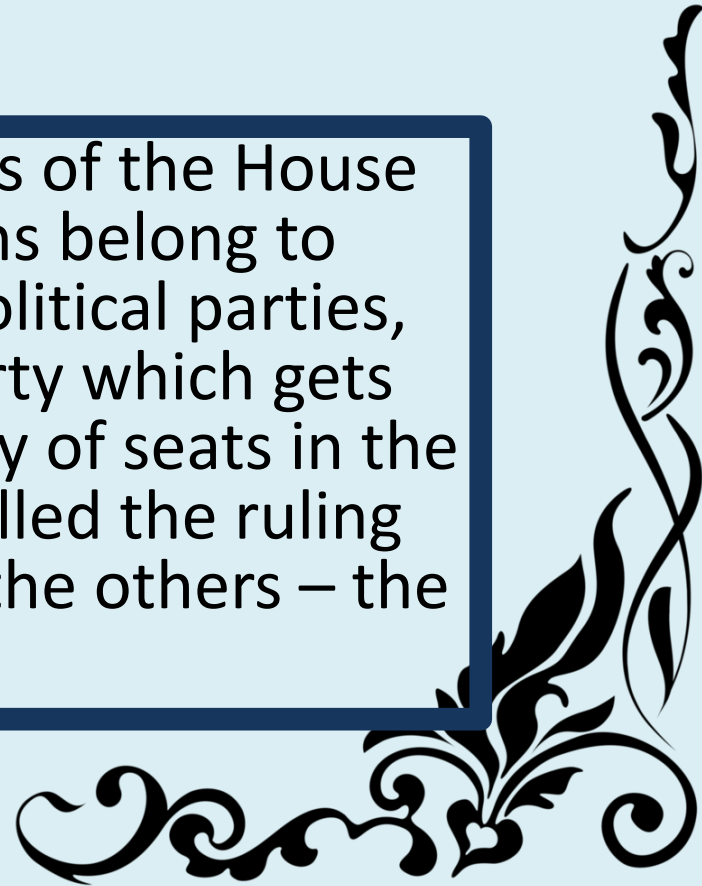 s of the House
ns belong to
olitical parties,
rty which gets
y of seats in the
lled the ruling
the others – the